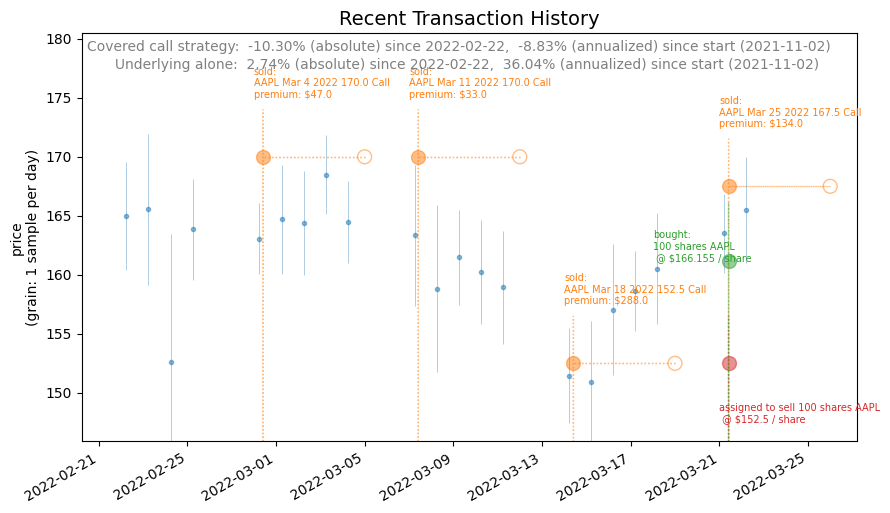 Recent Transaction History
Covered call strategy:  -10.30% (absolute) since 2022-02-22,  -8.83% (annualized) since start (2021-11-02)
Underlying alone:  2.74% (absolute) since 2022-02-22,  36.04% (annualized) since start (2021-11-02)
sold:
AAPL Mar 4 2022 170.0 Call
premium: $47.0
sold:
AAPL Mar 11 2022 170.0 Call
premium: $33.0
sold:
AAPL Mar 25 2022 167.5 Call
premium: $134.0
bought:
100 shares AAPL
@ $166.155 / share
sold:
AAPL Mar 18 2022 152.5 Call
premium: $288.0
assigned to sell 100 shares AAPL
@ $152.5 / share
price
(grain: 1 sample per day)
180
175
170
165
160
155
150
2022-02-21
2022-02-25
2022-03-01
2022-03-05
2022-03-09
2022-03-13
2022-03-17
2022-03-21
2022-03-25